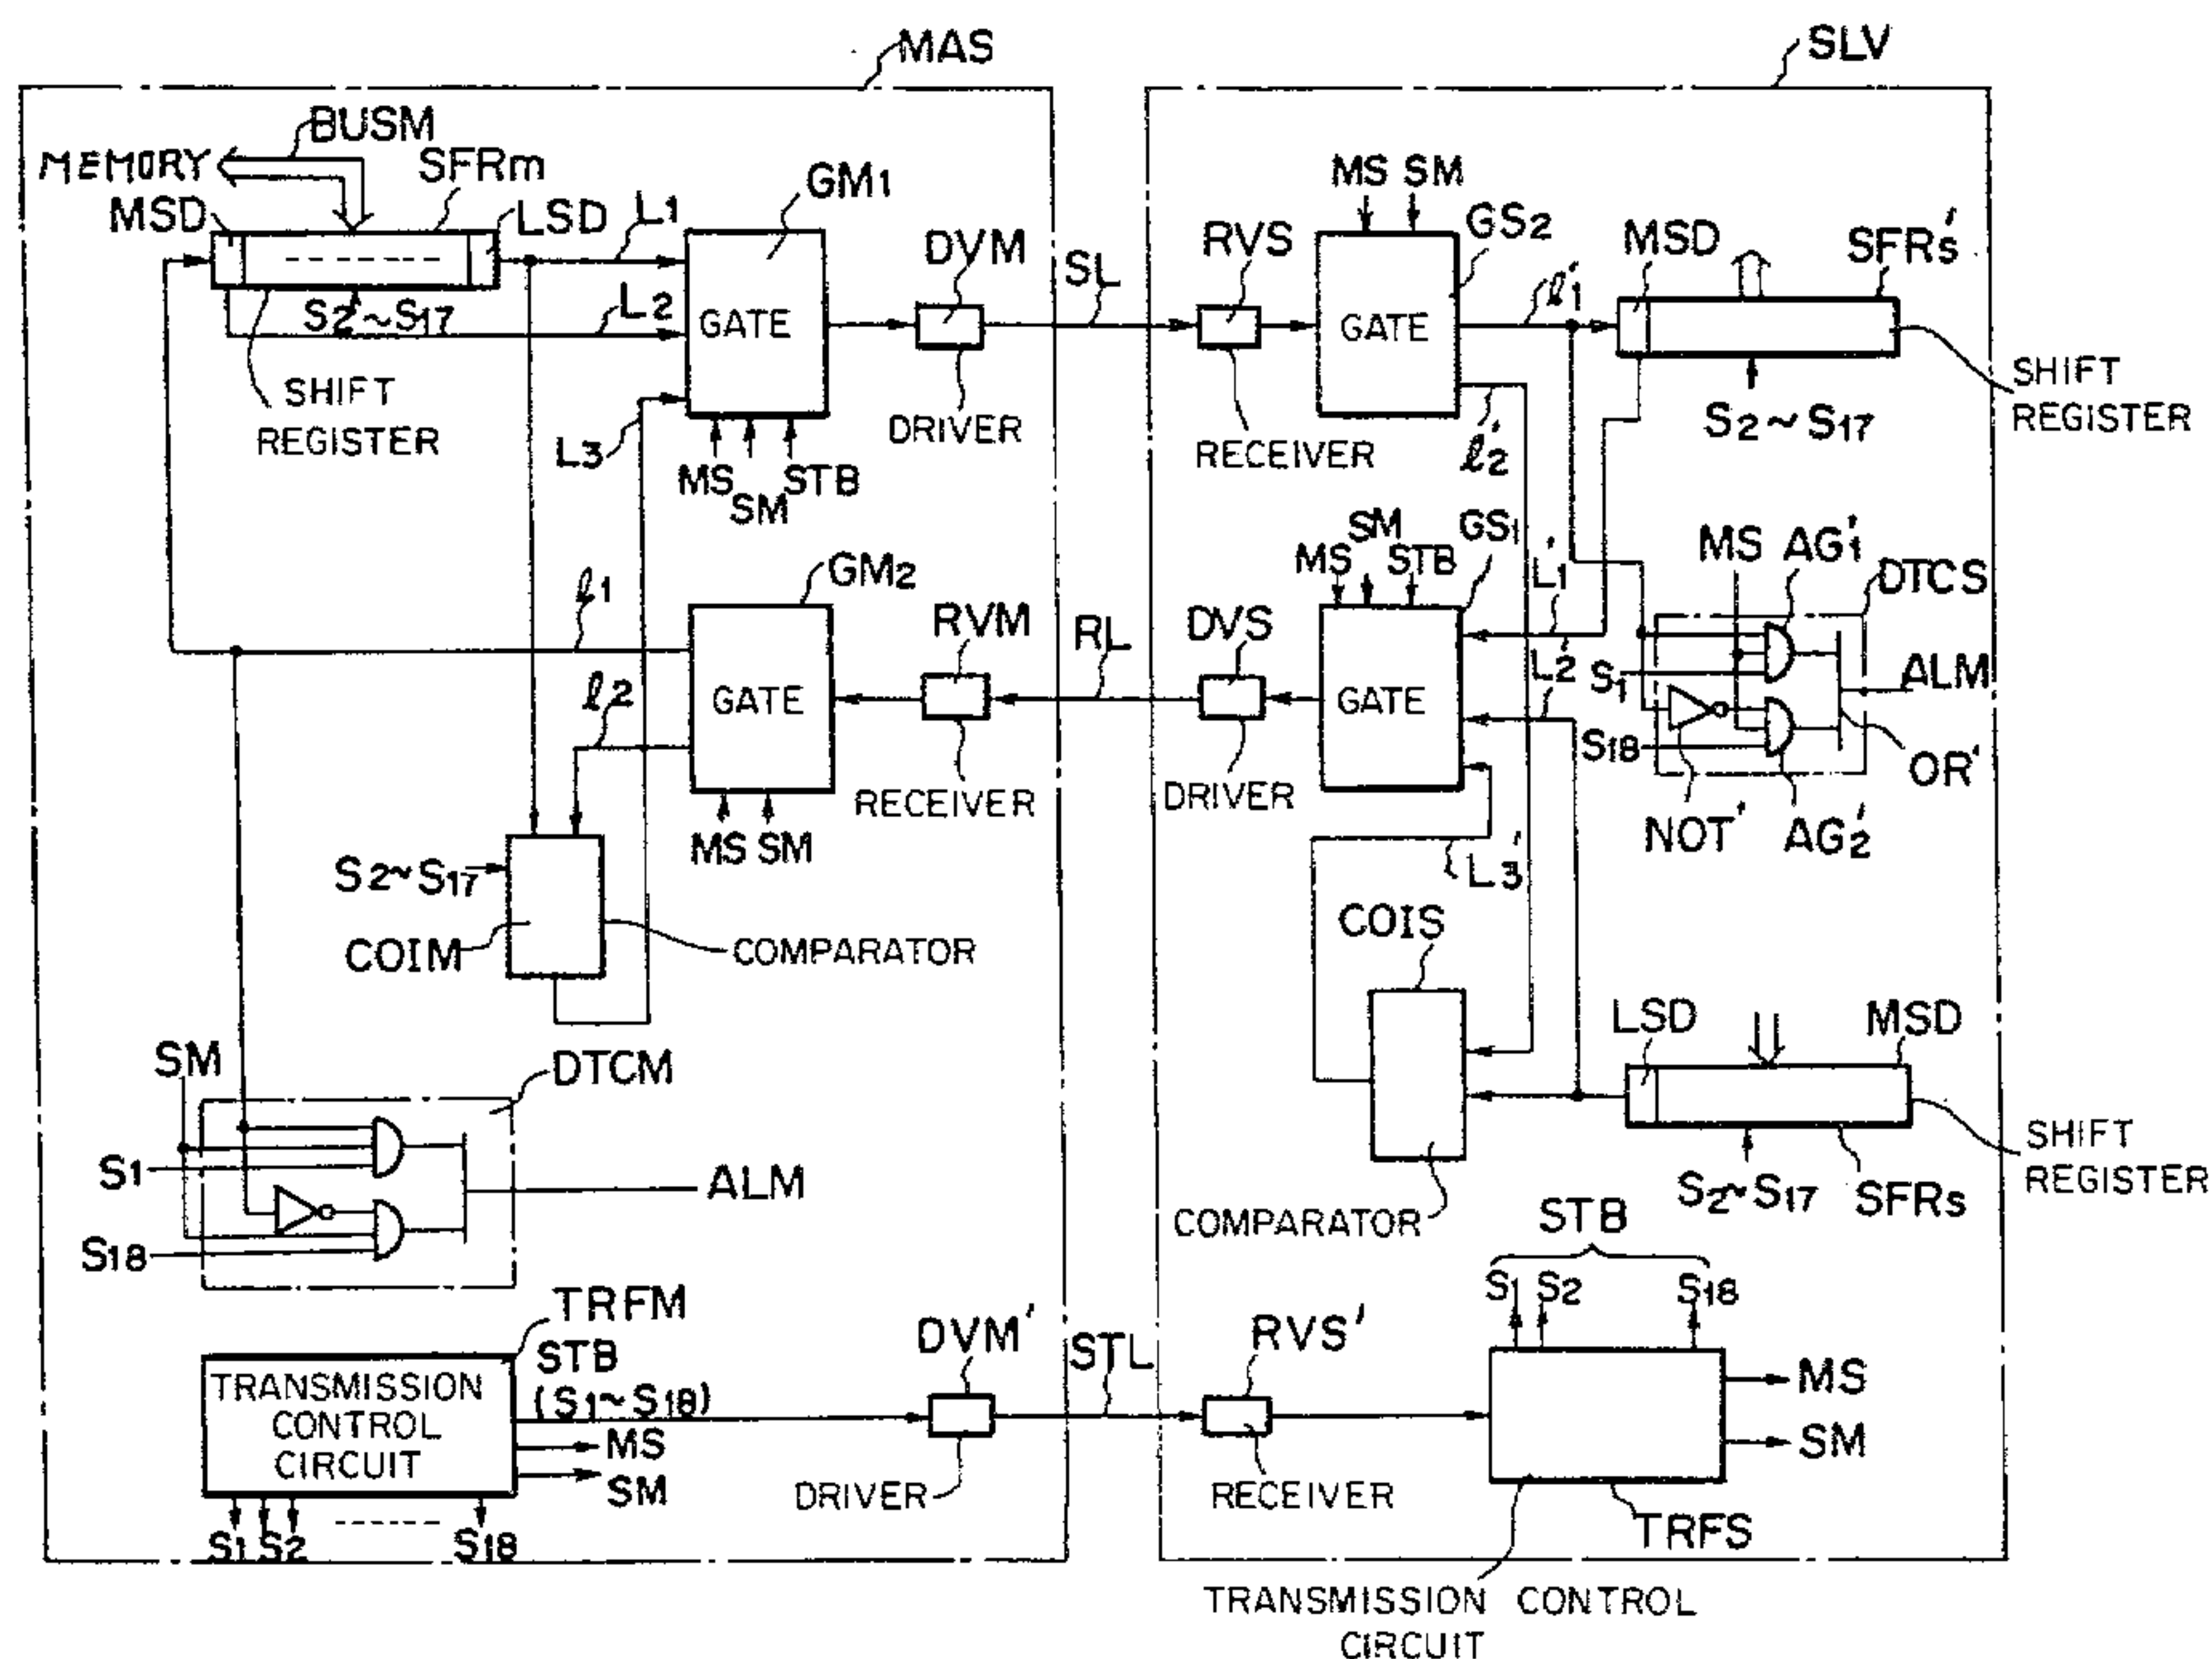 MAS
SLV
BUSM
MEMORY
SFRm
MSD
LSD
L1
GM1
S2~S17
L2
GATE
DVM
SL
SHIFT
REGISTER
L3
DRIVER
MS
SM
STB
MS SM
RVS
GS2
GATE
RECEIVER
ℓ'1
ℓ'2
MSD
SFRs'
SHIFT
REGISTER
S2~S17
GM2
ℓ1
ℓ2
GATE
RVM
RL
RECEIVER
MS SM
S2~S17
COIM
COMPARATOR
DVS
DRIVER
MS
SM
STB
GS1
GATE
L'1
L'2
L3'
MS
AG'1
DTCS
S1
S18
ALM
OR'
NOT'
AG2'
COIS
COMPARATOR
LSD
MSD
S2~S17
SFRs
SHIFT
REGISTER
SM
DTCM
S1
S18
ALM
TRFM
TRANSMISSION
CONTROL
CIRCUIT
STB
(S1~S18)
MS
SM
S1 S2 S18
DVM'
DRIVER
STL
RVS'
RECEIVER
STB
S1 S2 S18
MS
SM
TRFS
TRANSMISSION CONTROL
CIRCUIT